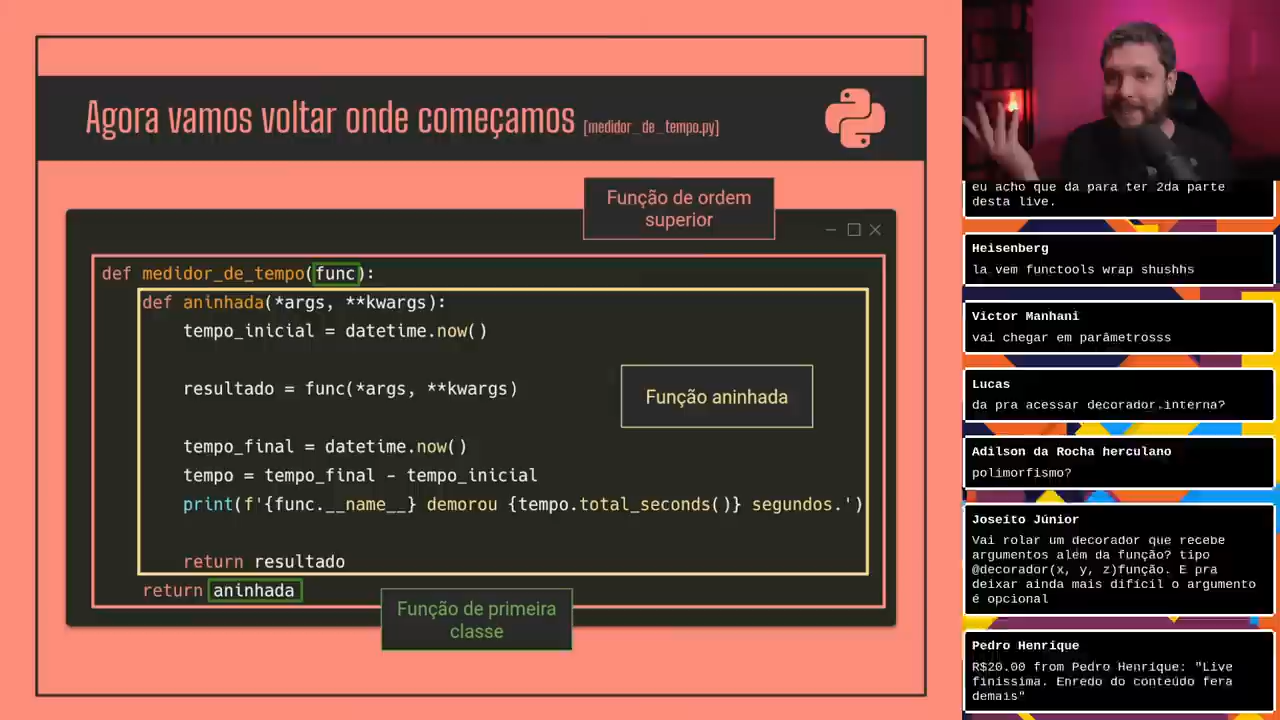 Agora vamos voltar onde começamos [medidor_de_tempo.py]
Função de ordem
superior
def medidor_de_tempo(func):
def aninhada(*args, **kwargs):
tempo_inicial = datetime.now()
resultado = func(*args, **kwargs)
Função aninhada
tempo_final = datetime.now()
tempo = tempo_final - tempo_inicial
print(f'{func.__name__} demorou {tempo.total_seconds()} segundos.')
return resultado
return aninhada
Função de primeira
classe
eu acho que da para ter 2da parte
desta live.
Heisenberg
la vem functools wrap shushhs
Victor Manhani
vai chegar em parâmetrosss
Lucas
da pra acessar decorador.interna?
Adilson da Rocha herculano
polimorfismo?
Joseito Júnior
Vai rolar um decorador que recebe
argumentos além da função? tipo
@decorador(x, y, z)função. E pra
deixar ainda mais difícil o argumento
é opcional
Pedro Henrique
R$20.00 from Pedro Henrique: "Live
finissima. Enredo do conteúdo fera
demais"